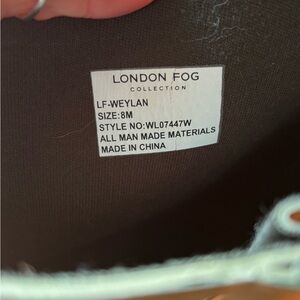 LONDON FOG
COLLECTION
LF-WEYLAN
SIZE:8M
STYLE NO:WL07447W
ALL MAN MADE MATERIALS
MADE IN CHINA